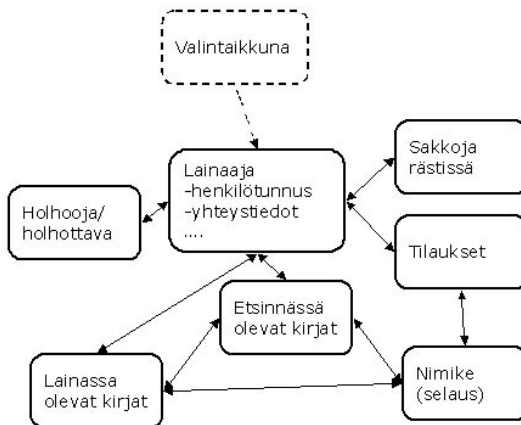 Valintaikkuna
Lainaaja
-henkilötunnus
-yhteystiedot
....
Sakkoja
rästissä
Holhooja/
holhottava
Tilaukset
Etsinnässä
olevat kirjat
Lainassa
olevat kirjat
Nimike
(selaus)